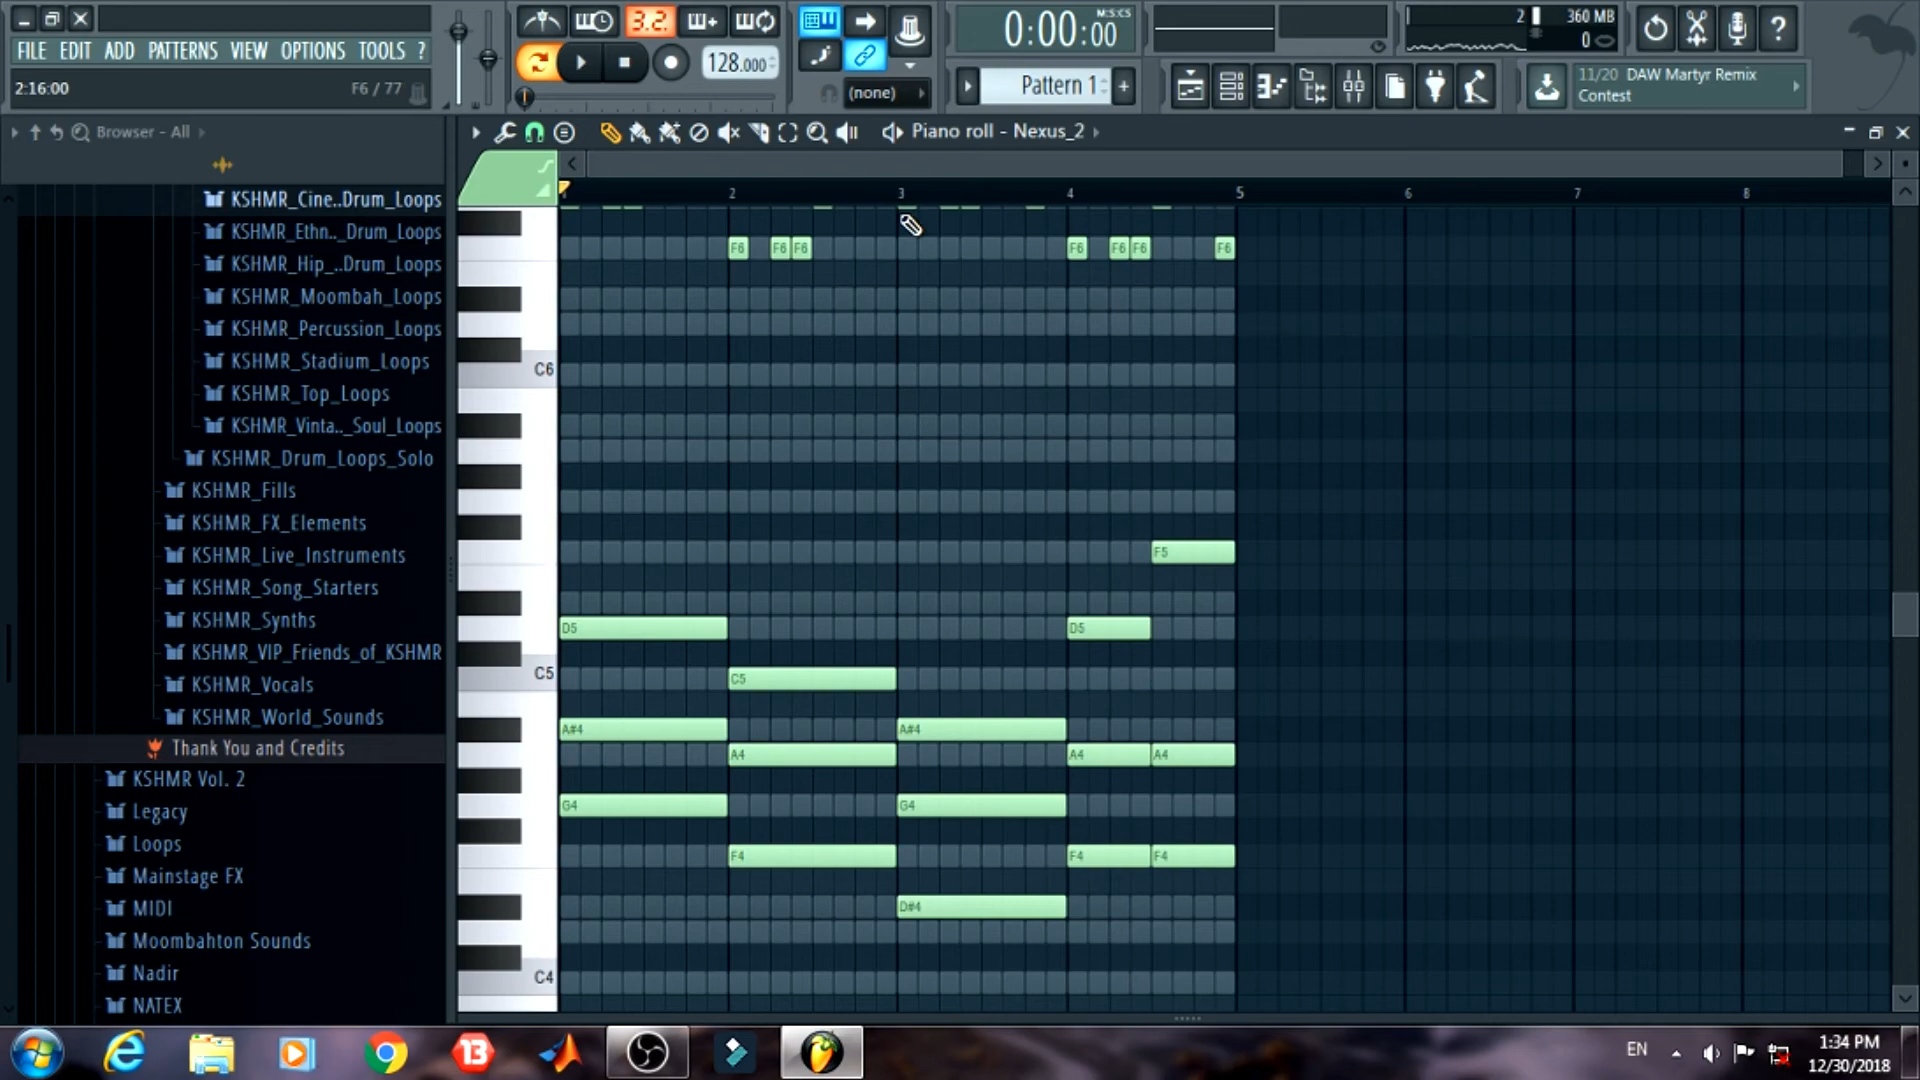 FILE EDIT ADD PATTERNS VIEW OPTIONS TOOLS ?
2:16:00 F6 / 77
3.2.
128.000
(none)
0:00:00 M:S:CS
Pattern 1
2 360 MB
0
11/20 DAW Martyr Remix
Contest
Browser - All
Piano roll - Nexus_2
KSHMR_Cine..Drum_Loops
KSHMR_Ethn.._Drum_Loops
KSHMR_Hip_..Drum_Loops
KSHMR_Moombah_Loops
KSHMR_Percussion_Loops
KSHMR_Stadium_Loops
KSHMR_Top_Loops
KSHMR_Vinta.._Soul_Loops
KSHMR_Drum_Loops_Solo
KSHMR_Fills
KSHMR_FX_Elements
KSHMR_Live_Instruments
KSHMR_Song_Starters
KSHMR_Synths
KSHMR_VIP_Friends_of_KSHMR
KSHMR_Vocals
KSHMR_World_Sounds
Thank You and Credits
KSHMR Vol. 2
Legacy
Loops
Mainstage FX
MIDI
Moombahton Sounds
Nadir
NATEX
2 3 4 5 6 7 8
F6 F6 F6 F6 F6 F6 F6
C6
F5
D5 D5
C5 C5
A#4 A#4
A4 A4 A4
G4 G4
F4 F4 F4
D#4
C4
13
EN
1:34 PM
12/30/2018